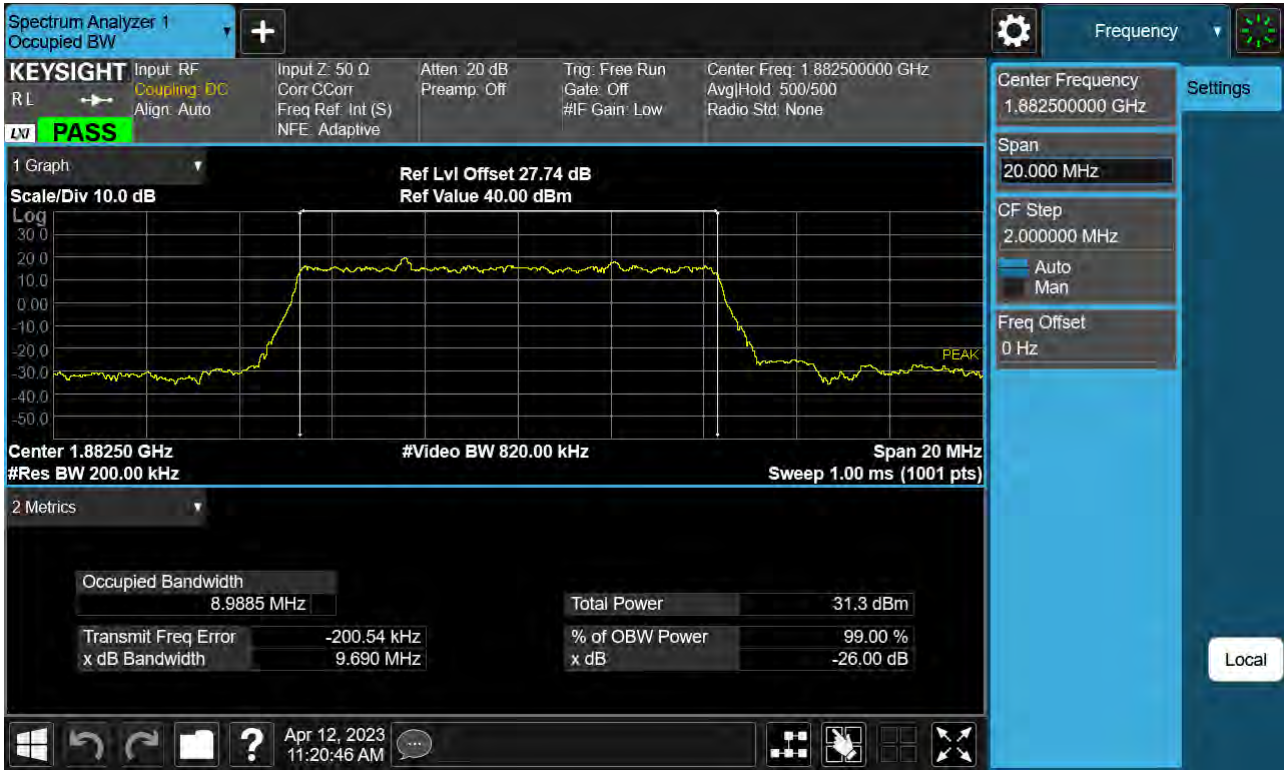 Spectrum Analyzer 1
Occupied BW
Frequency
KEYSIGHT
RL
LXI
PASS
Input: RF
Coupling: DC
Align: Auto
Input Z: 50 Ω
Corr CCorr
Freq Ref: Int (S)
NFE: Adaptive
Atten: 20 dB
Preamp: Off
Trig: Free Run
Gate: Off
#IF Gain: Low
Center Freq: 1.882500000 GHz
Avg|Hold: 500/500
Radio Std: None
Center Frequency
1.882500000 GHz
Settings
Span
20.000 MHz
CF Step
2.000000 MHz
Auto
Man
Freq Offset
0 Hz
1 Graph
Scale/Div 10.0 dB
Ref Lvl Offset 27.74 dB
Ref Value 40.00 dBm
Log
30.0
20.0
10.0
0.00
-10.0
-20.0
-30.0
-40.0
-50.0
PEAK
Center 1.88250 GHz
#Video BW 820.00 kHz
Span 20 MHz
#Res BW 200.00 kHz
Sweep 1.00 ms (1001 pts)
2 Metrics
Occupied Bandwidth
8.9885 MHz
Total Power 31.3 dBm
Transmit Freq Error -200.54 kHz
% of OBW Power 99.00 %
x dB Bandwidth 9.690 MHz
x dB -26.00 dB
Local
Apr 12, 2023
11:20:46 AM